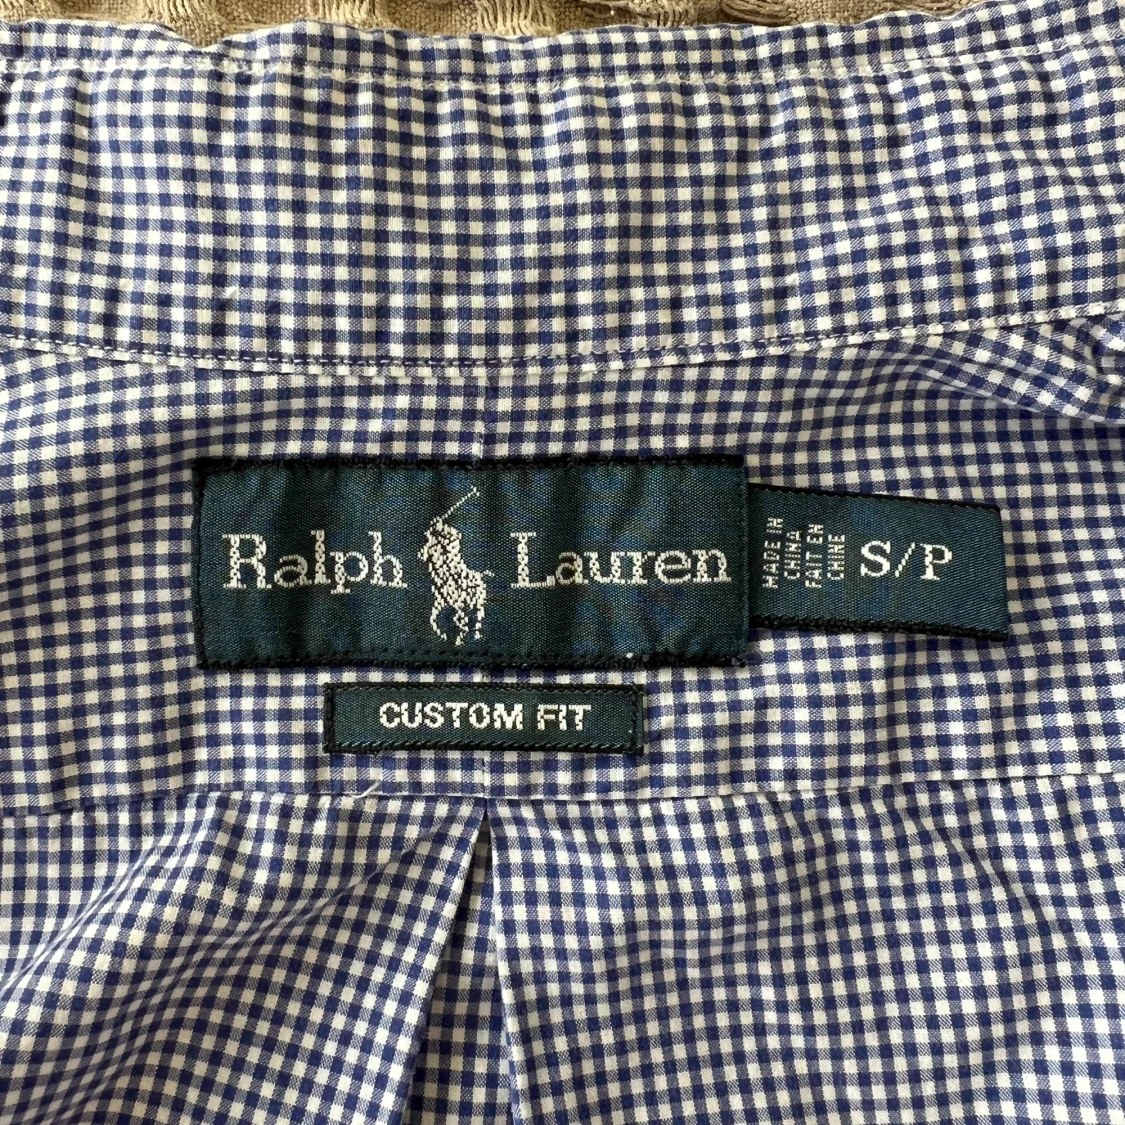 Ralph Lauren
MADE IN
CHINA
FAIT EN
CHINE
S/P
CUSTOM FIT